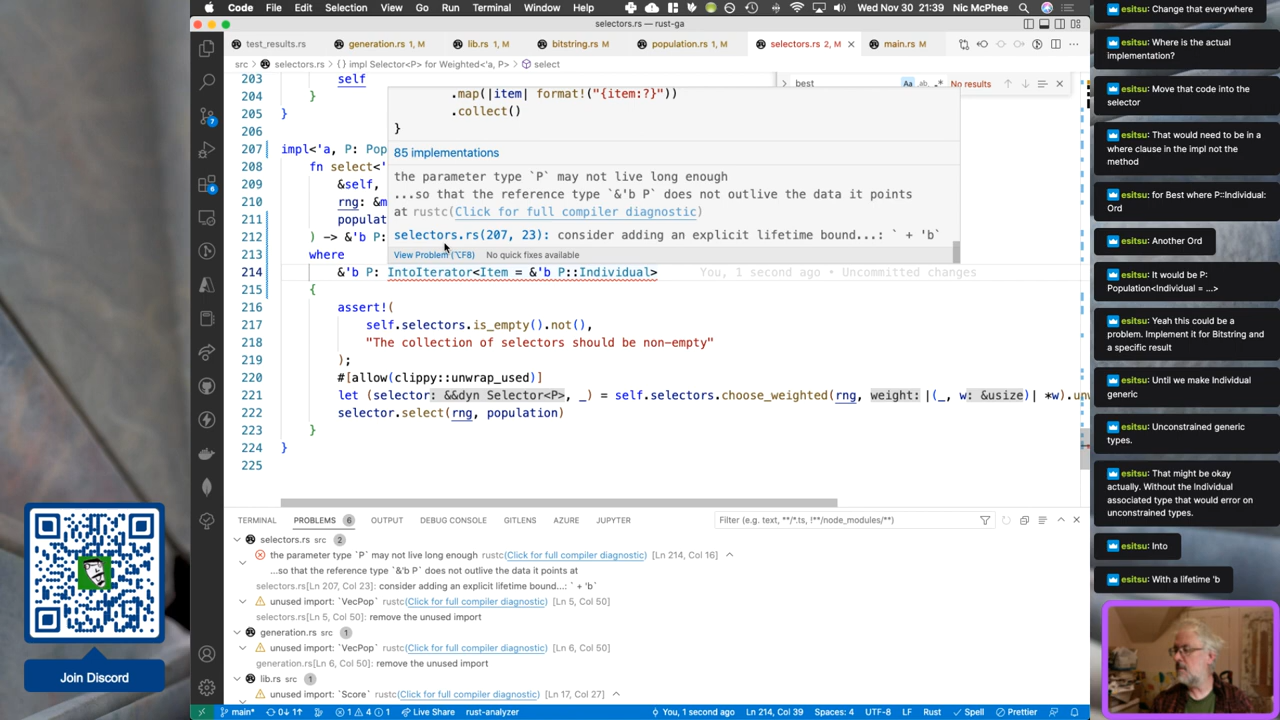 Code File Edit Selection View Go Run Terminal Window Help Wed Nov 30 21:39 Nic McPhee
selectors.rs — rust-ga
test_results.rs generation.rs 1, M lib.rs 1, M bitstring.rs M population.rs 1, M selectors.rs 2, M main.rs M
src > selectors.rs > {} impl Selector<P> for Weighted<'a, P> > select
best Aa ab No results
203 self
204 }
205 }
206
207 impl<'a, P: Pop
208 fn select<'
209 &self,
210 rng: &m
211 populat
212 ) -> &'b P:
213 where
214 &'b P: IntoIterator<Item = &'b P::Individual> You, 1 second ago • Uncommitted changes
215 {
216 assert!(
217 self.selectors.is_empty().not(),
218 "The collection of selectors should be non-empty"
219 );
220 #[allow(clippy::unwrap_used)]
221 let (selector: &&dyn Selector<P>, _) = self.selectors.choose_weighted(rng, weight: |(_, w: &usize)| *w).unw
222 selector.select(rng, population)
223 }
224 }
225
.map(|item| format!("{item:?}"))
.collect()
}
85 implementations
the parameter type `P` may not live long enough
...so that the reference type `&'b P` does not outlive the data it points
at rustc(Click for full compiler diagnostic)
selectors.rs(207, 23): consider adding an explicit lifetime bound...: ` + 'b`
View Problem (⌥F8) No quick fixes available
TERMINAL PROBLEMS 6 OUTPUT DEBUG CONSOLE GITLENS AZURE JUPYTER
Filter (e.g. text, **/*.ts, !**/node_modules/**)
selectors.rs src 2
the parameter type `P` may not live long enough rustc(Click for full compiler diagnostic) [Ln 214, Col 16]
...so that the reference type `&'b P` does not outlive the data it points at
selectors.rs[Ln 207, Col 23]: consider adding an explicit lifetime bound...: ` + 'b`
unused import: `VecPop` rustc(Click for full compiler diagnostic) [Ln 5, Col 50]
selectors.rs[Ln 5, Col 50]: remove the unused import
generation.rs src 1
unused import: `VecPop` rustc(Click for full compiler diagnostic) [Ln 6, Col 50]
generation.rs[Ln 6, Col 50]: remove the unused import
lib.rs src 1
unused import: `Score` rustc(Click for full compiler diagnostic) [Ln 17, Col 27]
main* 0↓ 1↑ 1 4 1 Live Share rust-analyzer You, 1 second ago Ln 214, Col 39 Spaces: 4 UTF-8 LF Rust Spell Prettier
7
6
Join Discord
esitsu: Change that everywhere
esitsu: Where is the actual
implementation?
esitsu: Move that code into the
selector
esitsu: That would need to be in a
where clause in the impl not the
method
esitsu: for Best where P::Individual:
Ord
esitsu: Another Ord
esitsu: It would be P:
Population<Individual = ...>
esitsu: Yeah this could be a
problem. Implement it for Bitstring
and a specific result
esitsu: Until we make Individual
generic
esitsu: Unconstrained generic
types.
esitsu: That might be okay
actually. Without the Individual
associated type that would error on
unconstrained types.
esitsu: Into
esitsu: With a lifetime 'b